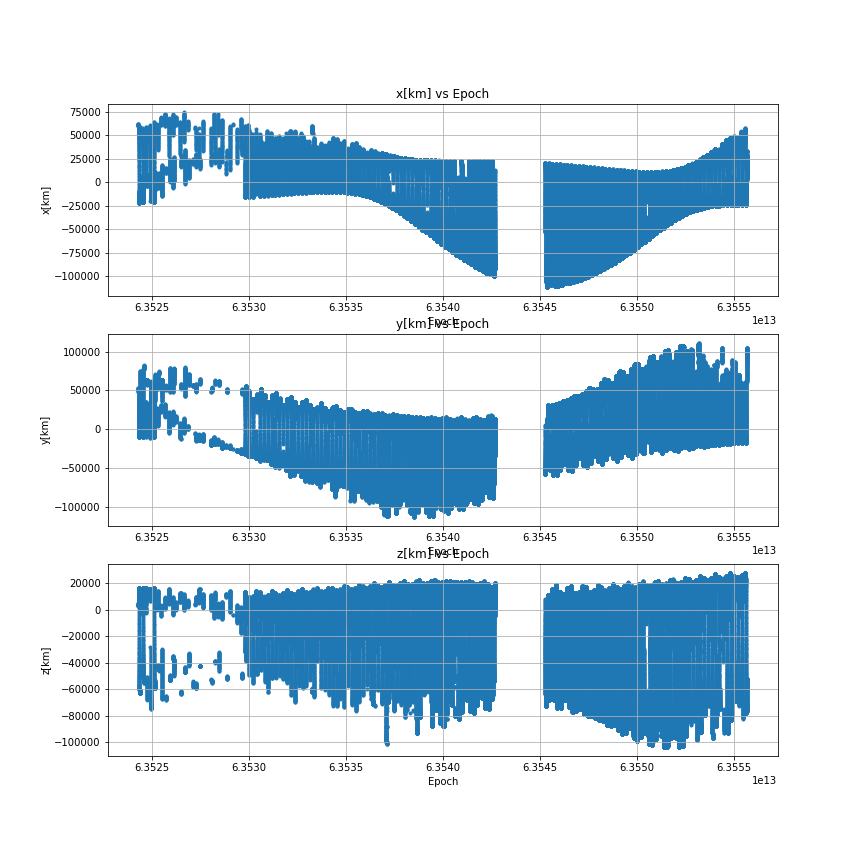 x[km] vs Epoch
75000
50000
25000
0
−25000
−50000
−75000
−100000
x[km]
6.3525 6.3530 6.3535 6.3540 6.3545 6.3550 6.3555
1e13
Epoch
y[km] vs Epoch
100000
50000
0
−50000
−100000
y[km]
6.3525 6.3530 6.3535 6.3540 6.3545 6.3550 6.3555
1e13
Epoch
z[km] vs Epoch
20000
0
−20000
−40000
−60000
−80000
−100000
z[km]
6.3525 6.3530 6.3535 6.3540 6.3545 6.3550 6.3555
1e13
Epoch